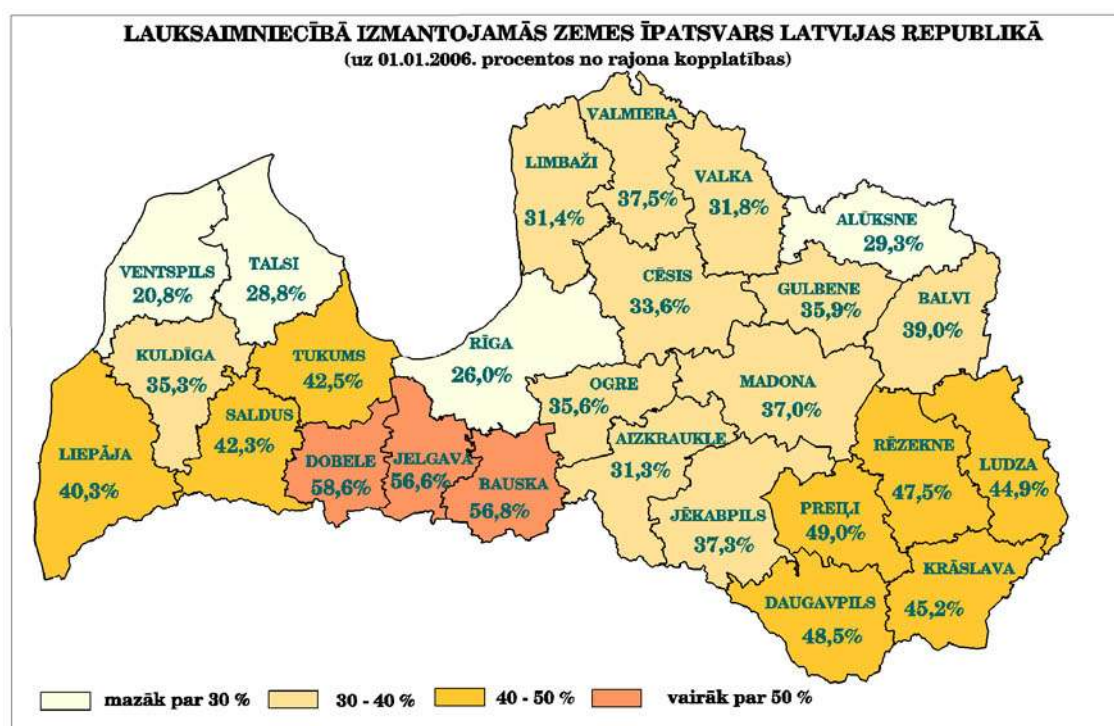 LAUKSAIMNIECĪBĀ IZMANTOJAMĀS ZEMES ĪPATSVARS LATVIJAS REPUBLIKĀ
(uz 01.01.2006. procentos no rajona kopplatības)
VALMIERA
37,5%
LIMBAŽI
31,4%
VALKA
31,8%
ALŪKSNE
29,3%
VENTSPILS
20,8%
TALSI
28,8%
CĒSIS
33,6%
GULBENE
35,9%
BALVI
39,0%
KULDĪGA
35,3%
TUKUMS
42,5%
RĪGA
26,0%
OGRE
35,6%
MADONA
37,0%
LIEPĀJA
40,3%
SALDUS
42,3%
DOBELE
58,6%
JELGAVA
56,6%
BAUSKA
56,8%
AIZKRAUKLE
31,3%
JĒKABPILS
37,3%
PREIĻI
49,0%
RĒZEKNE
47,5%
LUDZA
44,9%
DAUGAVPILS
48,5%
KRĀSLAVA
45,2%
mazāk par 30 %
30 - 40 %
40 - 50 %
vairāk par 50 %